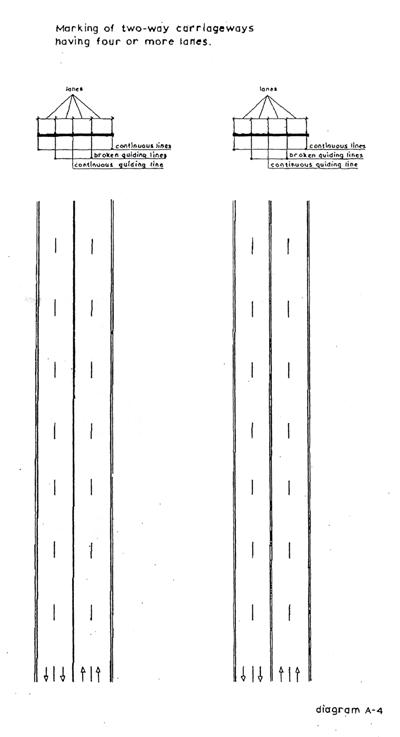 Marking of two-way carriageways
having four or more lanes.
lanes
continuous lines
broken guiding lines
continuous guiding line
lanes
continuous lines
broken guiding lines
continuous guiding line
diagram A-4